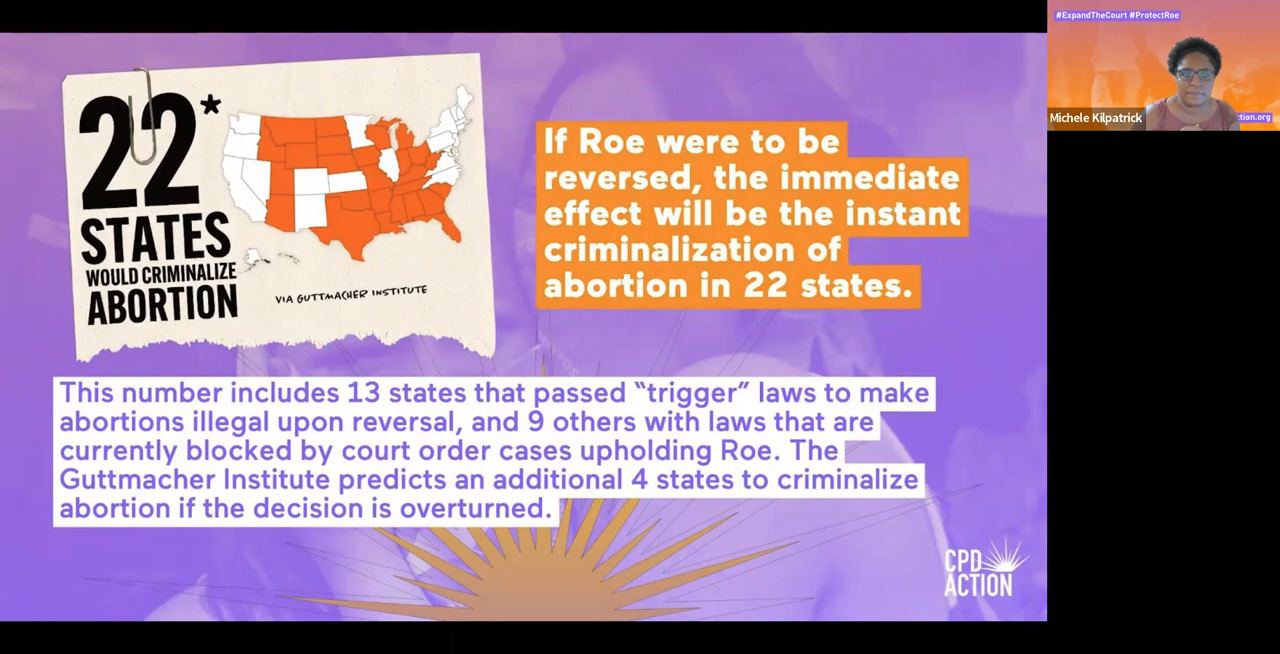 22*
STATES
WOULD CRIMINALIZE
ABORTION
VIA GUTTMACHER INSTITUTE
If Roe were to be
reversed, the immediate
effect will be the instant
criminalization of
abortion in 22 states.
This number includes 13 states that passed “trigger” laws to make
abortions illegal upon reversal, and 9 others with laws that are
currently blocked by court order cases upholding Roe. The
Guttmacher Institute predicts an additional 4 states to criminalize
abortion if the decision is overturned.
CPD
ACTION
#ExpandTheCourt #ProtectRoe
Michele Kilpatrick
ction.org